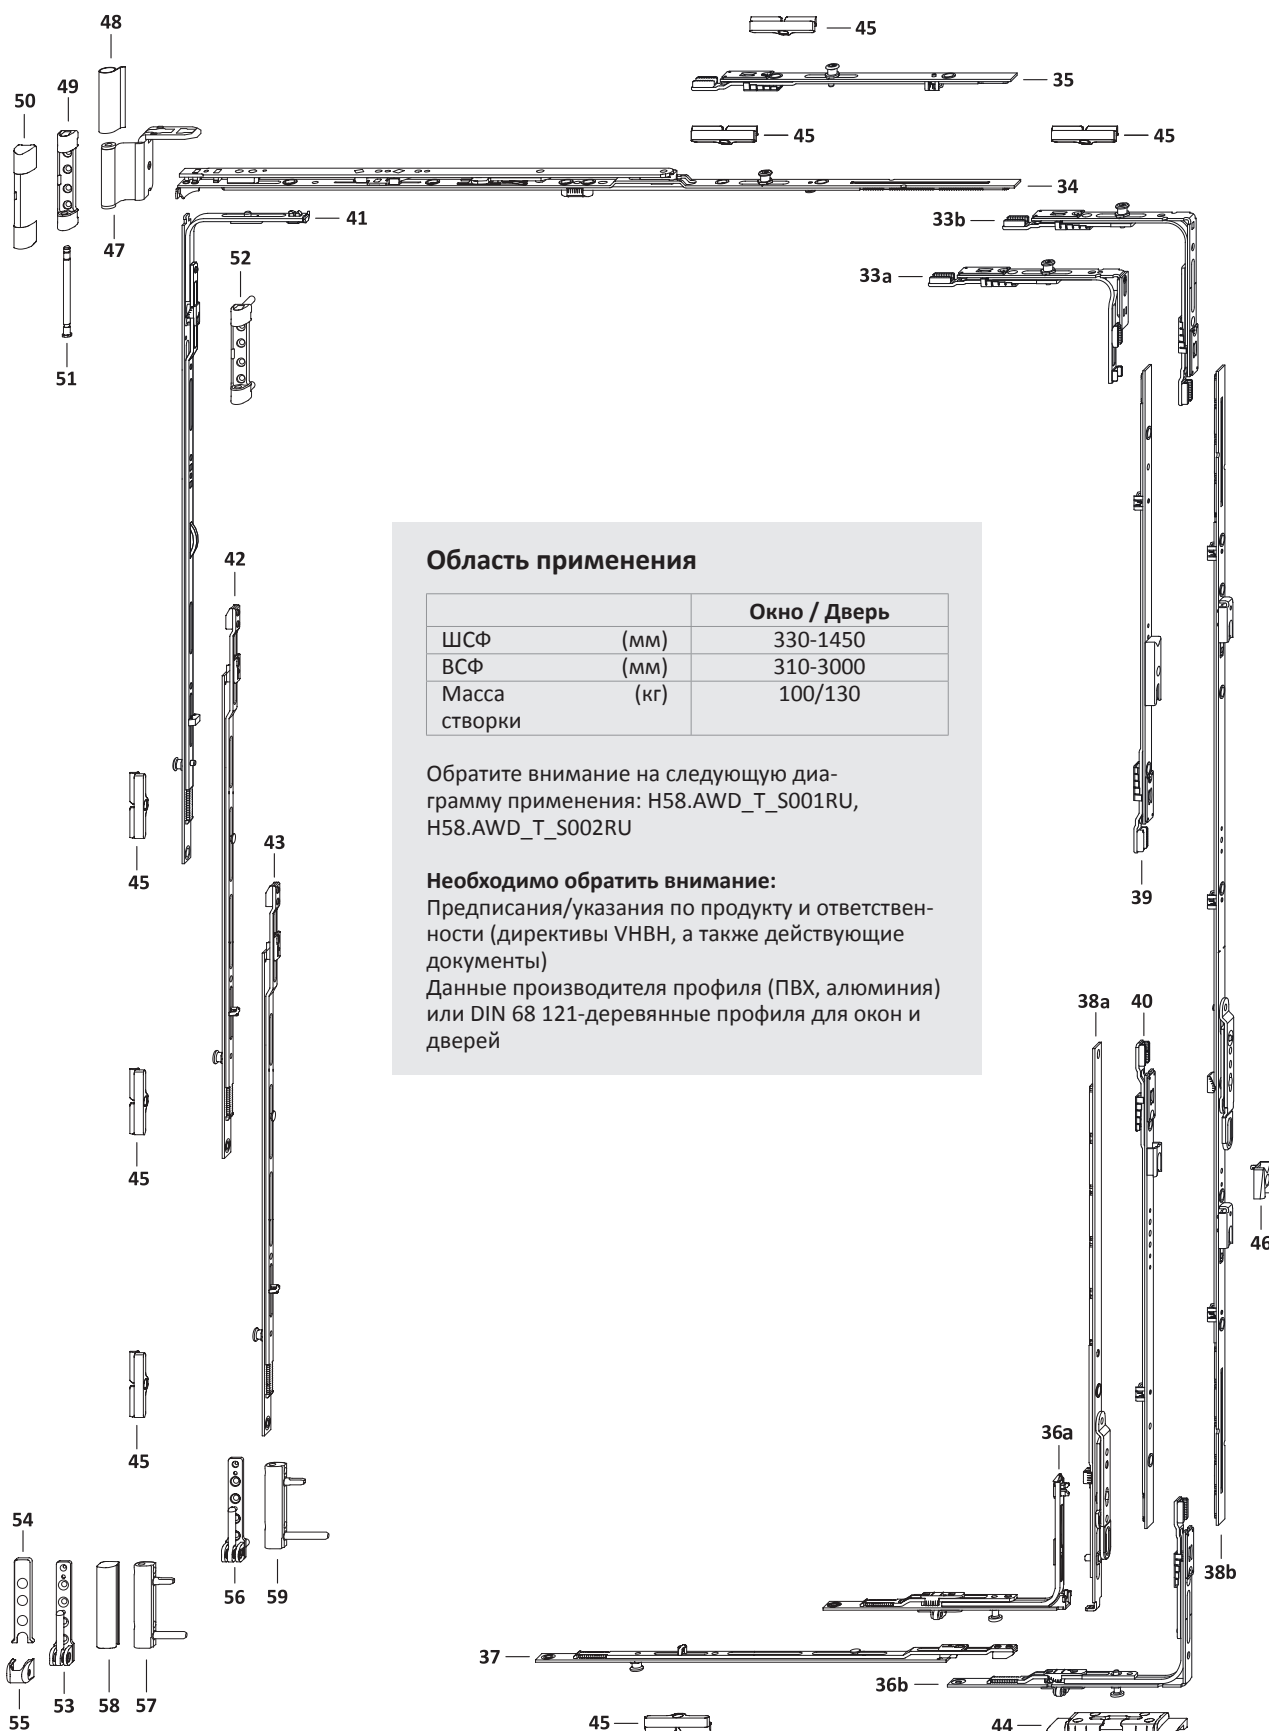 48
45
49
35
50
45
45
34
41
33b
47
52
33a
51
42
43
45
39
38a
40
45
46
45
36a
54
56
59
38b
37
36b
53
58
57
55
45
44
Область применения
Окно / Дверь
ШСФ (мм) 330-1450
ВСФ (мм) 310-3000
Масса (кг) 100/130
створки
Обратите внимание на следующую диа-
грамму применения: H58.AWD_T_S001RU,
H58.AWD_T_S002RU
Необходимо обратить внимание:
Предписания/указания по продукту и ответствен-
ности (директивы VHBH, а также действующие
документы)
Данные производителя профиля (ПВХ, алюминия)
или DIN 68 121-деревянные профиля для окон и
дверей